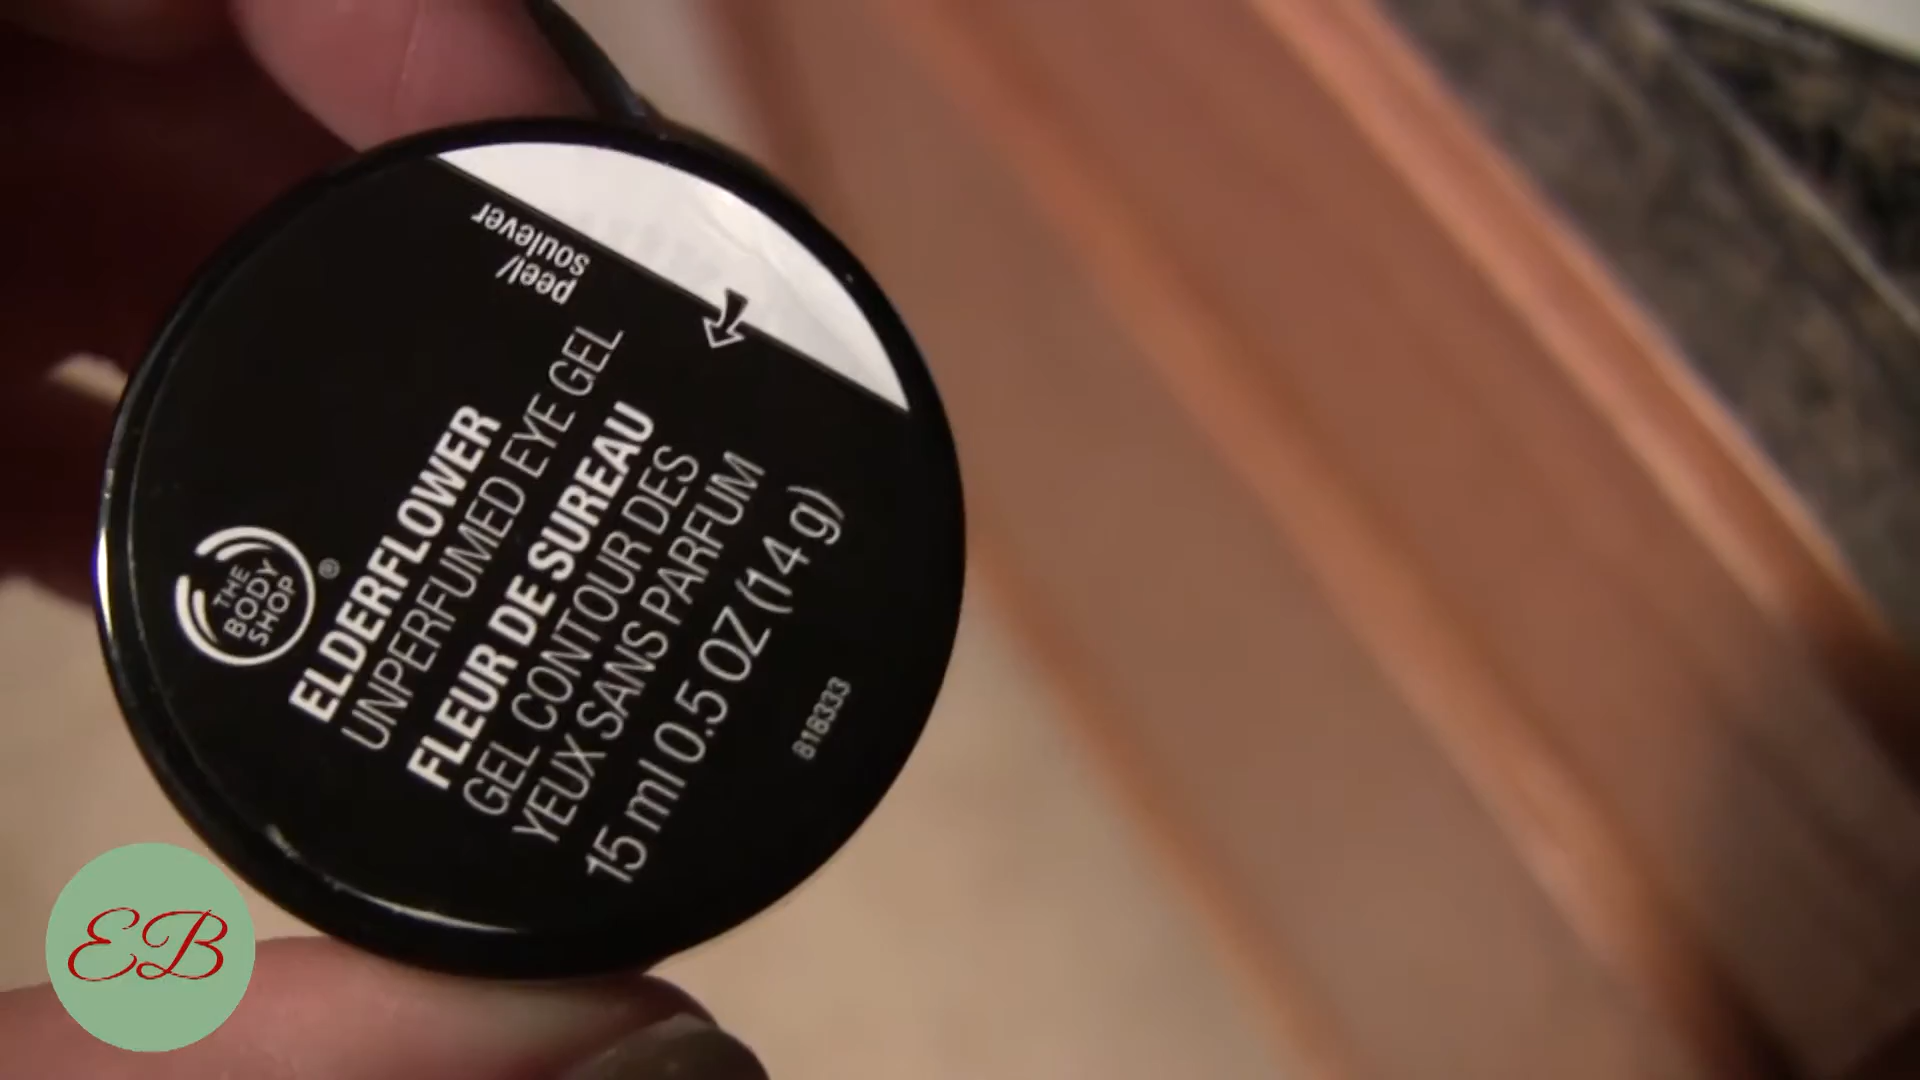 THE
BODY
SHOP
®
ELDERFLOWER
UNPERFUMED EYE GEL
FLEUR DE SUREAU
GEL CONTOUR DES
YEUX SANS PARFUM
15 ml 0.5 OZ (14 g)
818333
peel/
soulever
EB